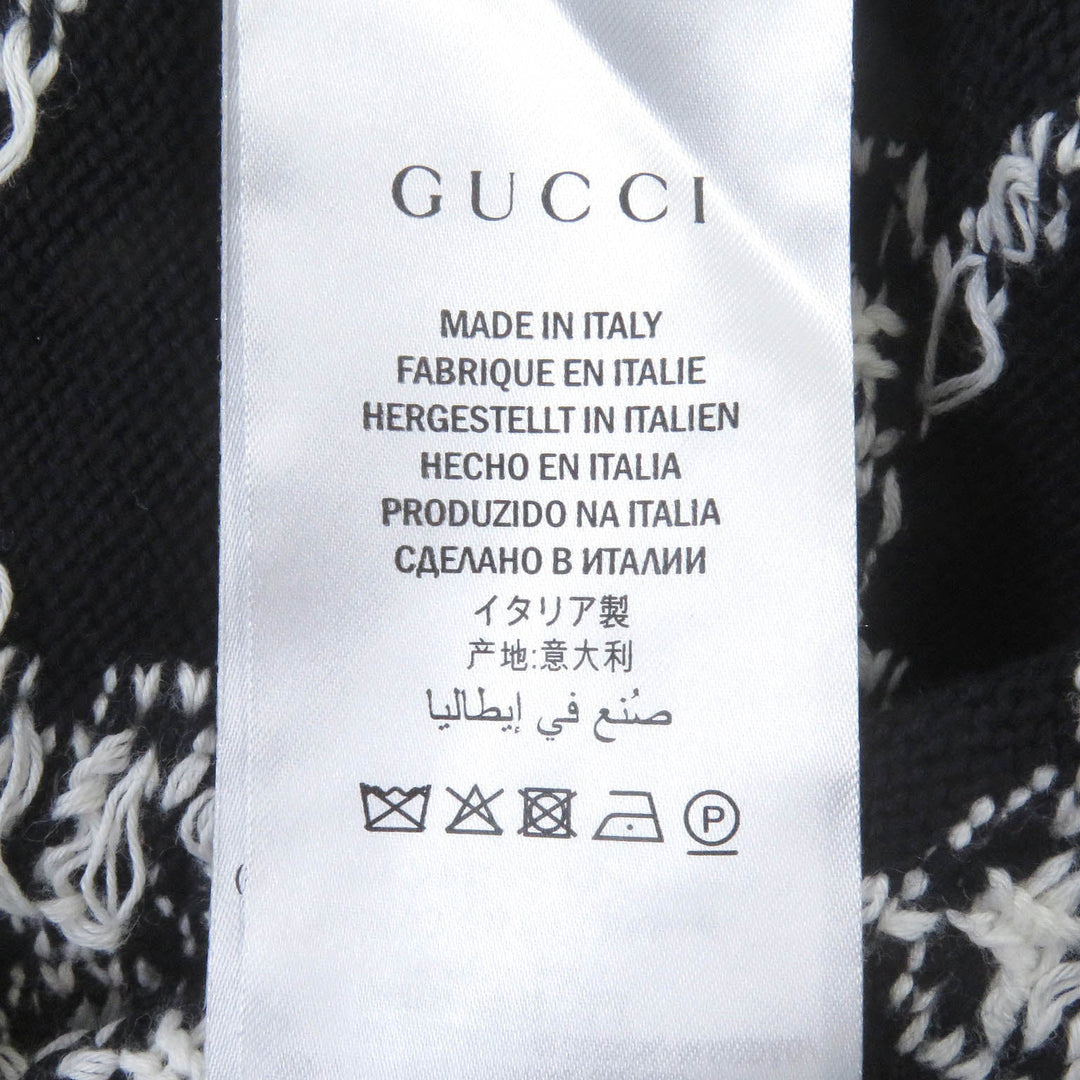 GUCCI
MADE IN ITALY
FABRIQUE EN ITALIE
HERGESTELLT IN ITALIEN
HECHO EN ITALIA
PRODUZIDO NA ITALIA
СДЕЛАНО В ИТАЛИИ
イタリア製
产地:意大利
صُنع في إيطاليا
P